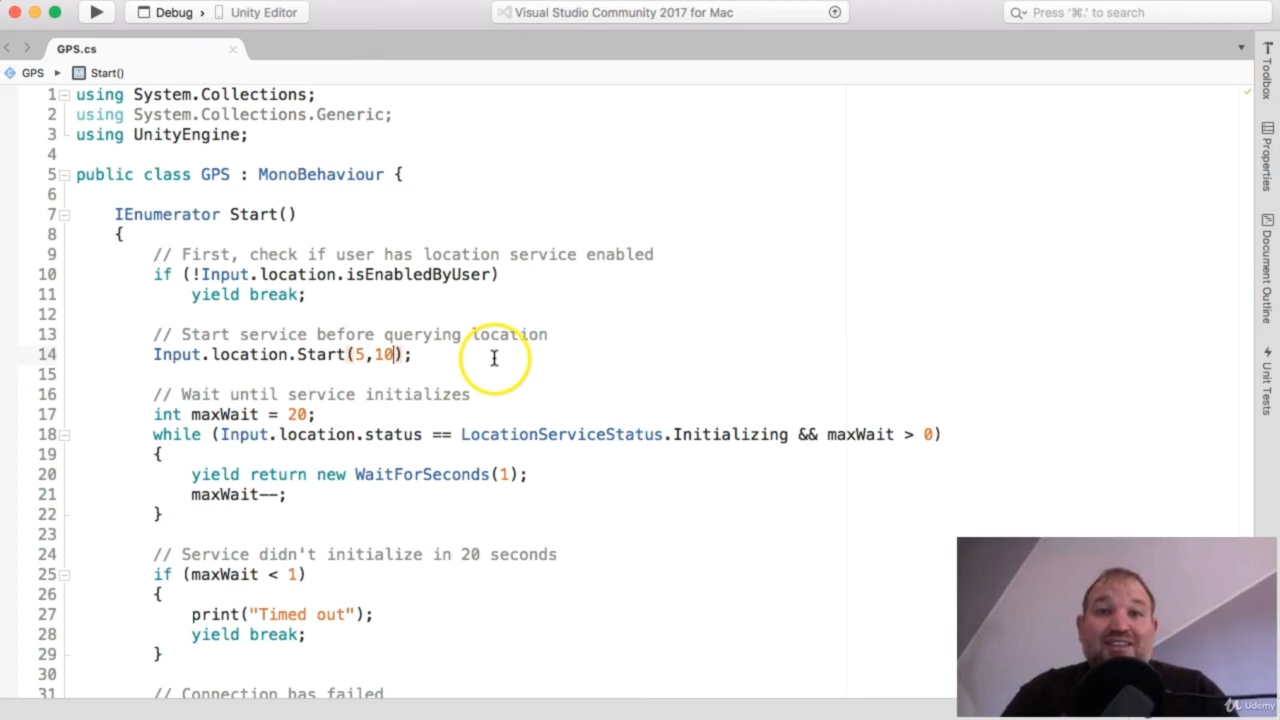 Debug › Unity Editor
Visual Studio Community 2017 for Mac
Press '⌘.' to search
GPS.cs
GPS ▸ M Start()
1 using System.Collections;
2 using System.Collections.Generic;
3 using UnityEngine;
4
5 public class GPS : MonoBehaviour {
6
7 IEnumerator Start()
8 {
9 // First, check if user has location service enabled
10 if (!Input.location.isEnabledByUser)
11 yield break;
12
13 // Start service before querying location
14 Input.location.Start(5,10);
15
16 // Wait until service initializes
17 int maxWait = 20;
18 while (Input.location.status == LocationServiceStatus.Initializing && maxWait > 0)
19 {
20 yield return new WaitForSeconds(1);
21 maxWait--;
22 }
23
24 // Service didn't initialize in 20 seconds
25 if (maxWait < 1)
26 {
27 print("Timed out");
28 yield break;
29 }
30
31 // Connection has failed
Toolbox
Properties
Document Outline
Unit Tests
Udemy